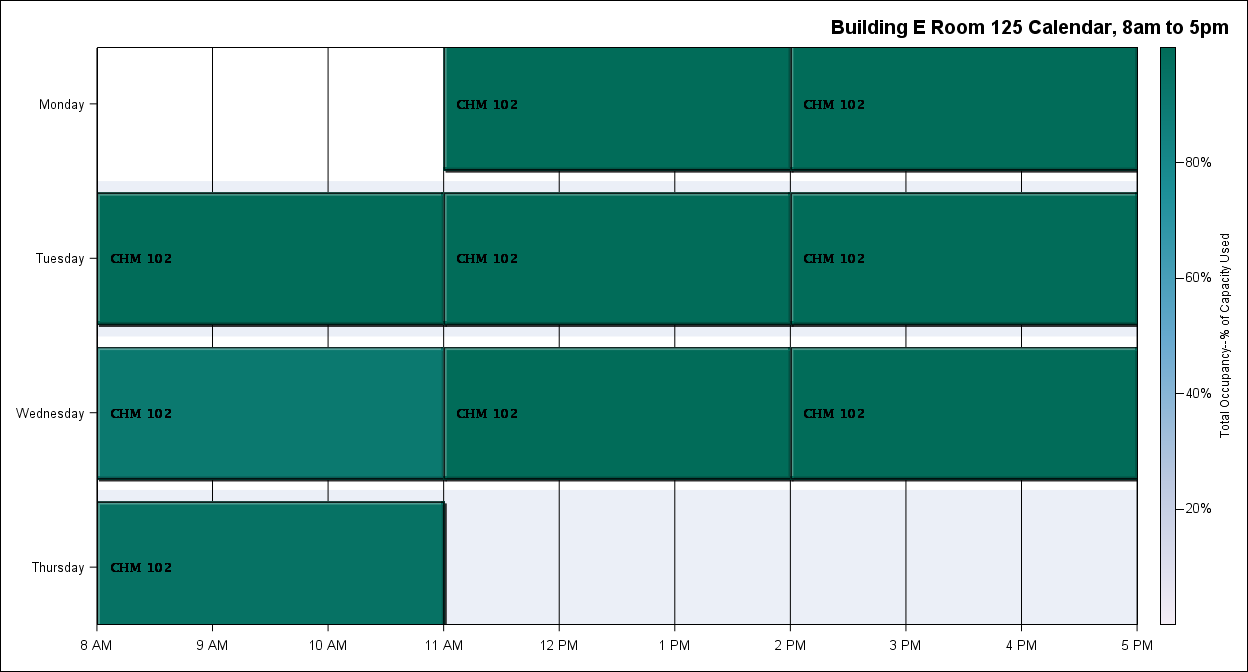 Building E Room 125 Calendar, 8am to 5pm
Monday
CHM 102
CHM 102
Tuesday
CHM 102
CHM 102
CHM 102
Wednesday
CHM 102
CHM 102
CHM 102
Thursday
CHM 102
8 AM
9 AM
10 AM
11 AM
12 PM
1 PM
2 PM
3 PM
4 PM
5 PM
80%
60%
40%
20%
Total Occupancy--% of Capacity Used